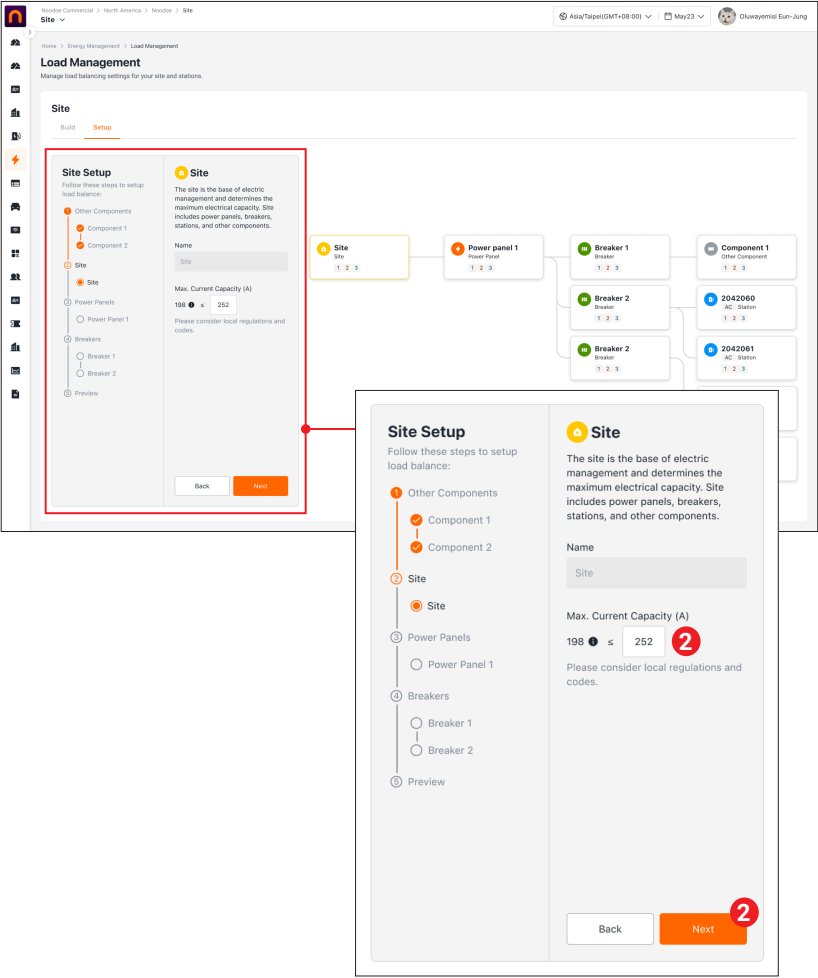 Noodoe Commercial > North America > Noodoe > Site
Site
Asia/Taipei(GMT+08:00)
May23
Oluwayemisi Eun-Jung
Home > Energy Management > Load Management
Load Management
Manage load balancing settings for your site and stations.
Site
Build Setup
Site Setup
Follow these steps to setup
load balance:
1 Other Components
Component 1
Component 2
2 Site
Site
3 Power Panels
Power Panel 1
4 Breakers
Breaker 1
Breaker 2
5 Preview
Site
The site is the base of electric
management and determines the
maximum electrical capacity. Site
includes power panels, breakers,
stations, and other components.
Name
Site
Max. Current Capacity (A)
198 ≤ 252
Please consider local regulations and
codes.
Back Next
Site
Site
1 2 3
Power panel 1
Power Panel
1 2 3
Breaker 1
Breaker
1 2 3
Component 1
Other Component
1 2 3
Breaker 2
Breaker
1 2 3
2042060
AC Station
1 2 3
Breaker 2
Breaker
1 2 3
2042061
AC Station
1 2 3
Site Setup
Follow these steps to setup
load balance:
1 Other Components
Component 1
Component 2
2 Site
Site
3 Power Panels
Power Panel 1
4 Breakers
Breaker 1
Breaker 2
5 Preview
Site
The site is the base of electric
management and determines the
maximum electrical capacity. Site
includes power panels, breakers,
stations, and other components.
Name
Site
Max. Current Capacity (A)
198 ≤ 252 2
Please consider local regulations and
codes.
Back Next 2